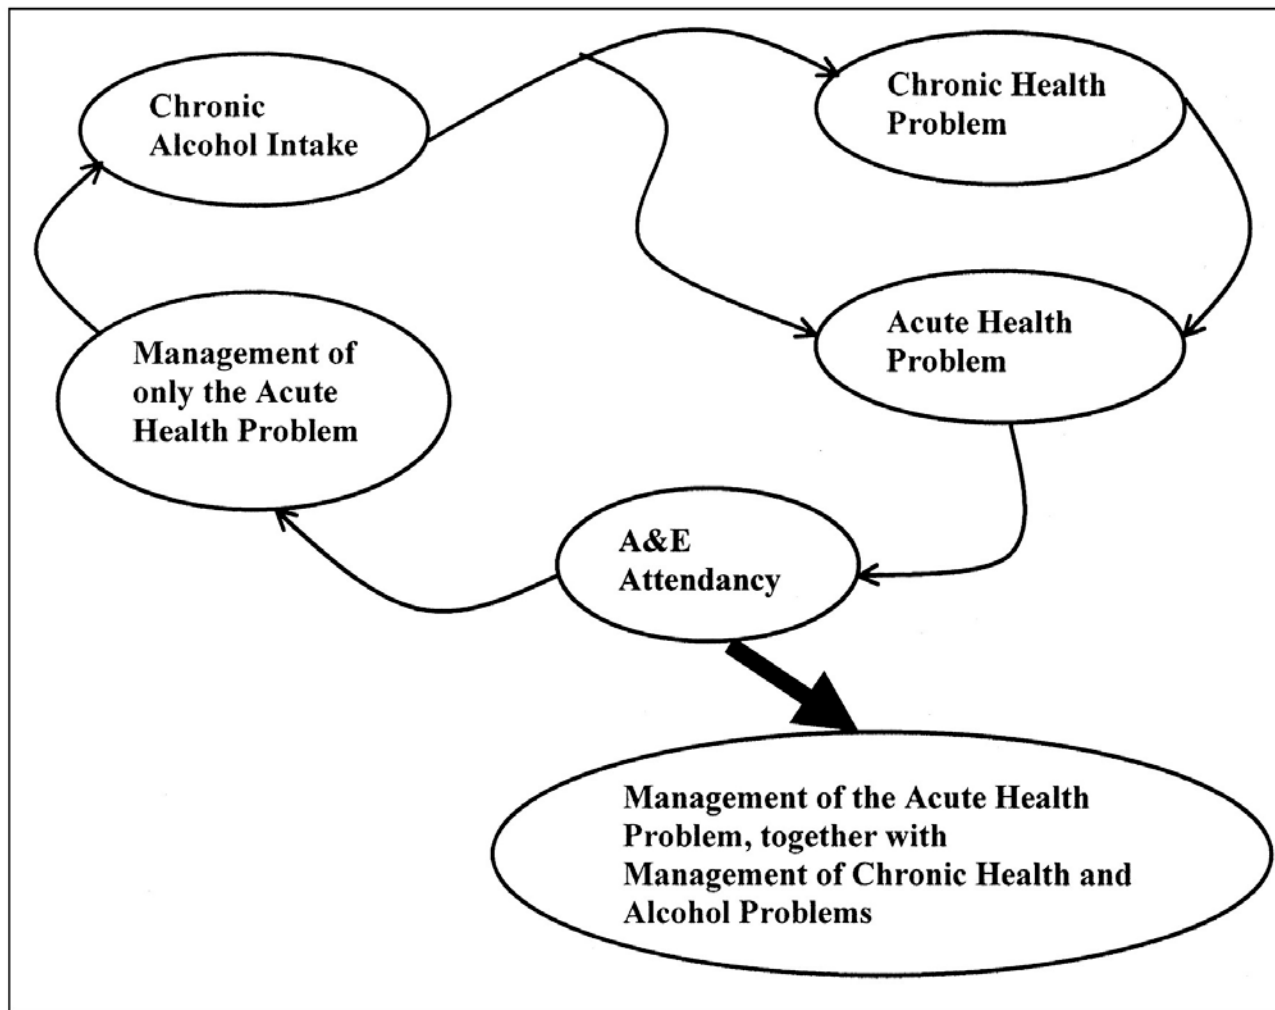 Chronic
Alcohol Intake
Chronic Health
Problem
Acute Health
Problem
Management of
only the Acute
Health Problem
A&E
Attendancy
Management of the Acute Health
Problem, together with
Management of Chronic Health and
Alcohol Problems